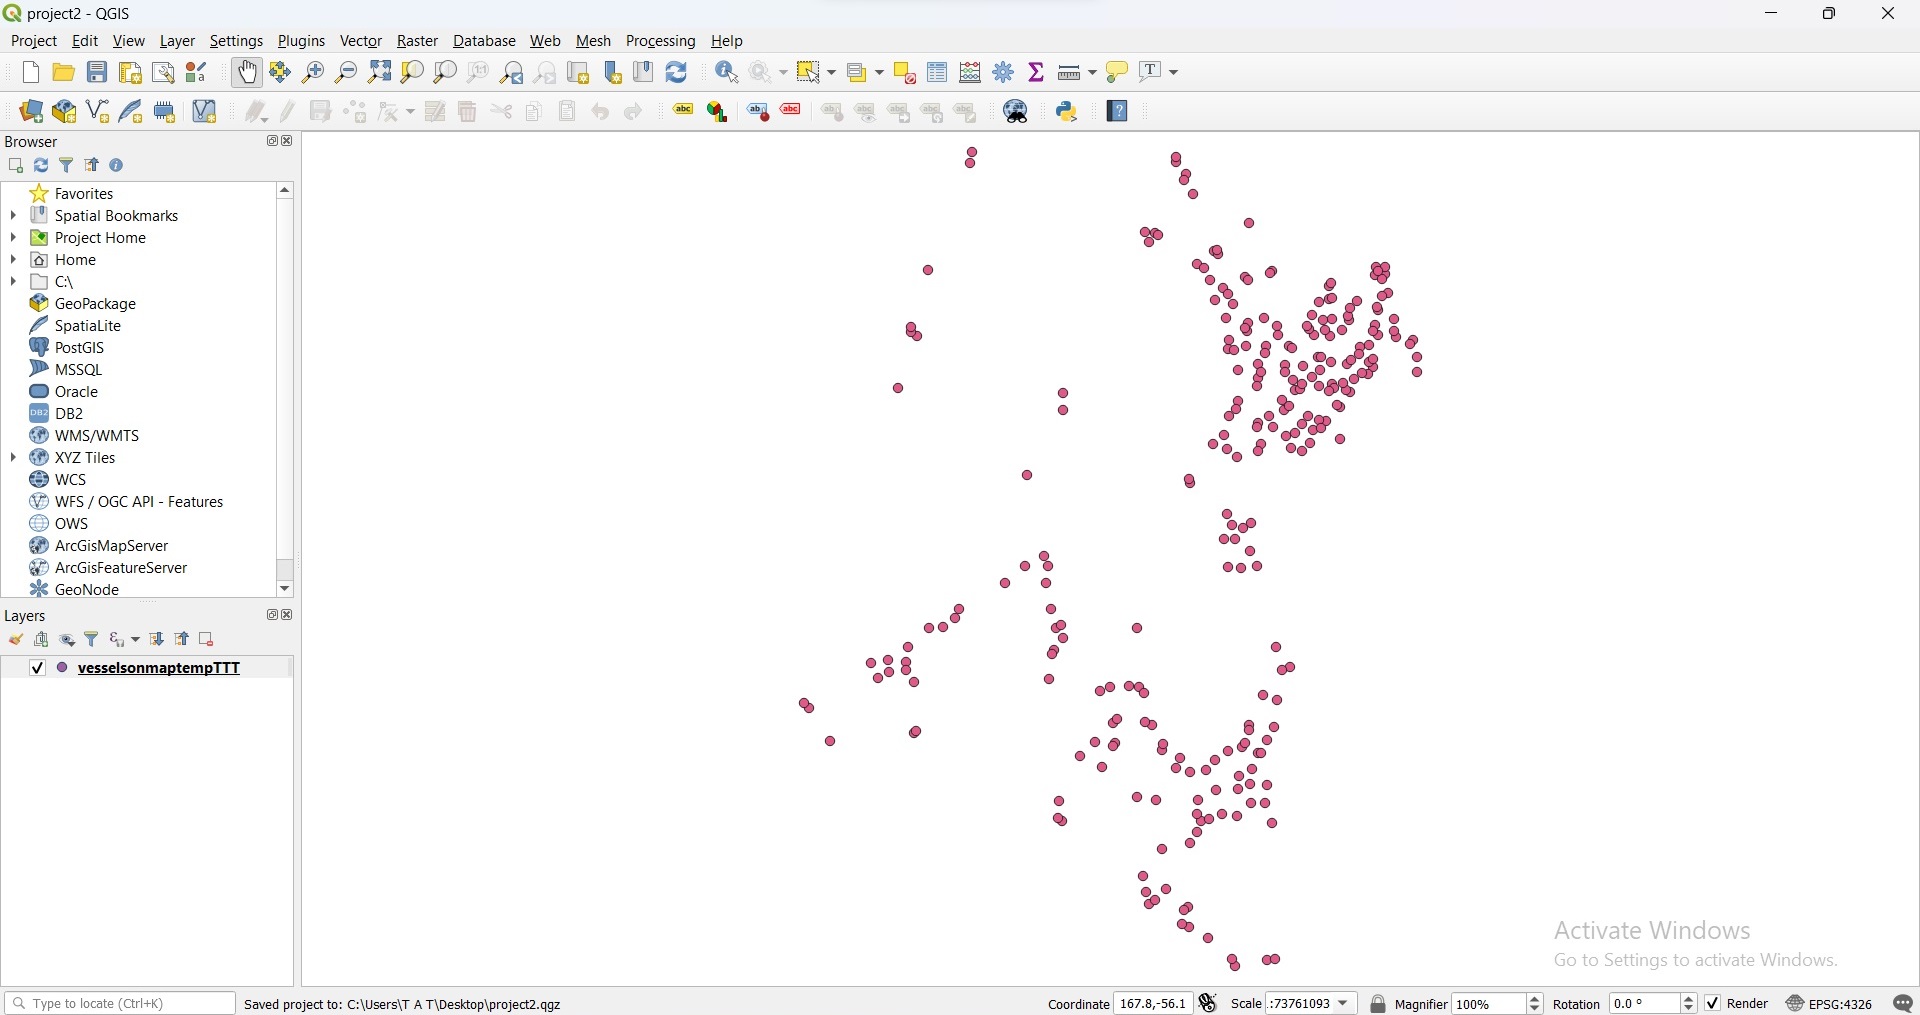 project2 - QGIS
Project Edit View Layer Settings Plugins Vector Raster Database Web Mesh Processing Help
Browser
Favorites
Spatial Bookmarks
Project Home
Home
C:\
GeoPackage
SpatiaLite
PostGIS
MSSQL
Oracle
DB2
WMS/WMTS
XYZ Tiles
WCS
WFS / OGC API - Features
OWS
ArcGisMapServer
ArcGisFeatureServer
GeoNode
Layers
vesselsonmaptempTTT
Activate Windows
Go to Settings to activate Windows.
Type to locate (Ctrl+K) Saved project to: C:\Users\T A T\Desktop\project2.qgz Coordinate 167.8,-56.1 Scale :73761093 Magnifier 100% Rotation 0.0 ° Render EPSG:4326